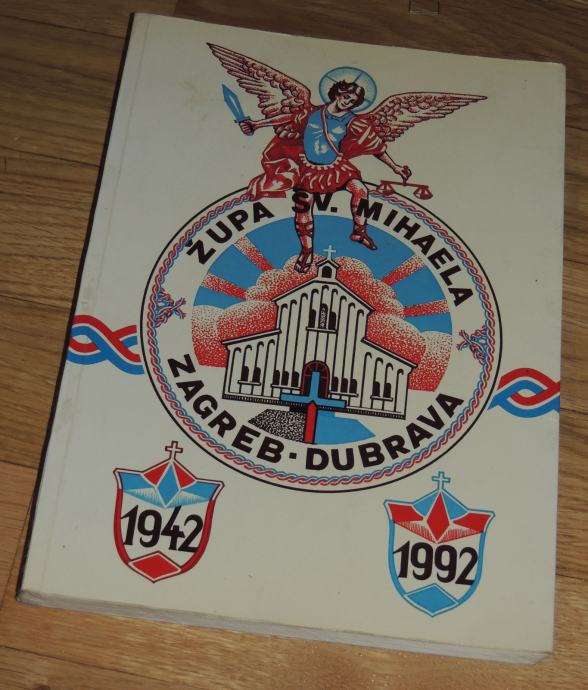 ŽUPA SV. MIHAELA
ZAGREB · DUBRAVA
1942
1992